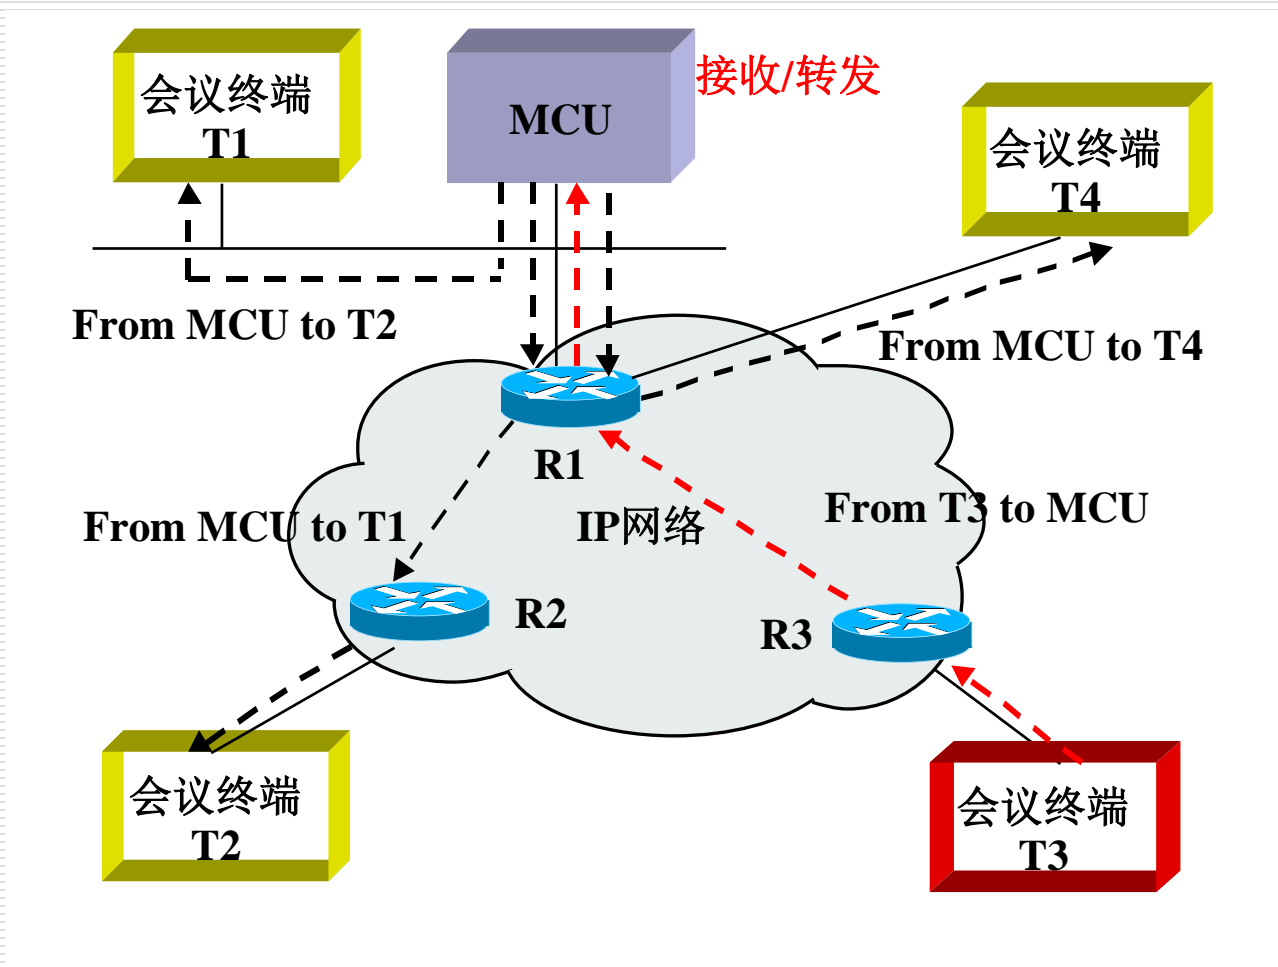 会议终端
T1
MCU
接收/转发
会议终端
T4
From MCU to T2
From MCU to T4
R1
From MCU to T1
IP网络
From T3 to MCU
R2
R3
会议终端
T2
会议终端
T3